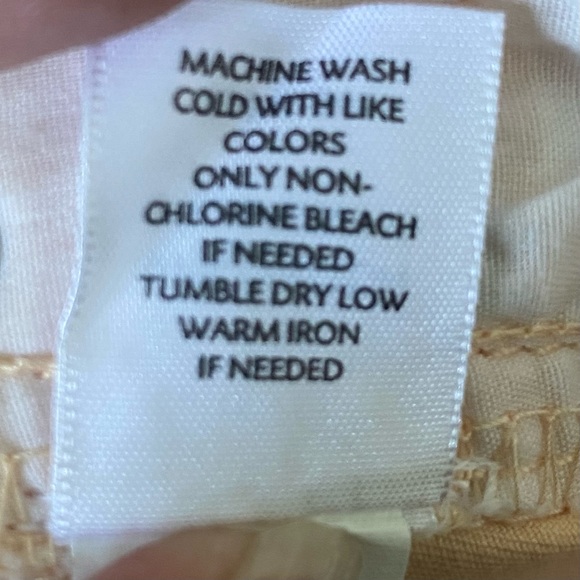 MACHINE WASH
COLD WITH LIKE
COLORS
ONLY NON-
CHLORINE BLEACH
IF NEEDED
TUMBLE DRY LOW
WARM IRON
IF NEEDED